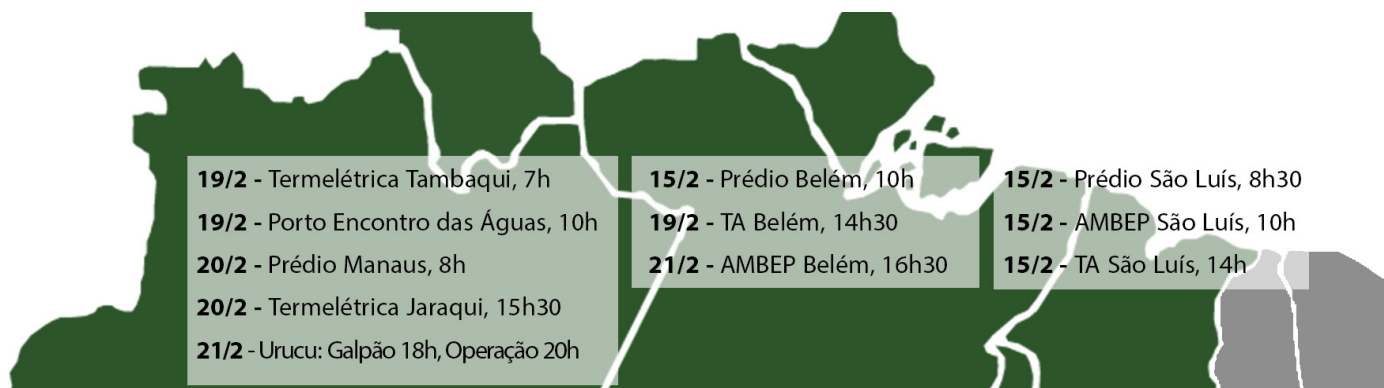 19/2 - Termelétrica Tambaqui, 7h
19/2 - Porto Encontro das Águas, 10h
20/2 - Prédio Manaus, 8h
20/2 - Termelétrica Jaraqui, 15h30
21/2 - Urucu: Galpão 18h, Operação 20h
15/2 - Prédio Belém, 10h
19/2 - TA Belém, 14h30
21/2 - AMBEP Belém, 16h30
15/2 - Prédio São Luís, 8h30
15/2 - AMBEP São Luís, 10h
15/2 - TA São Luís, 14h